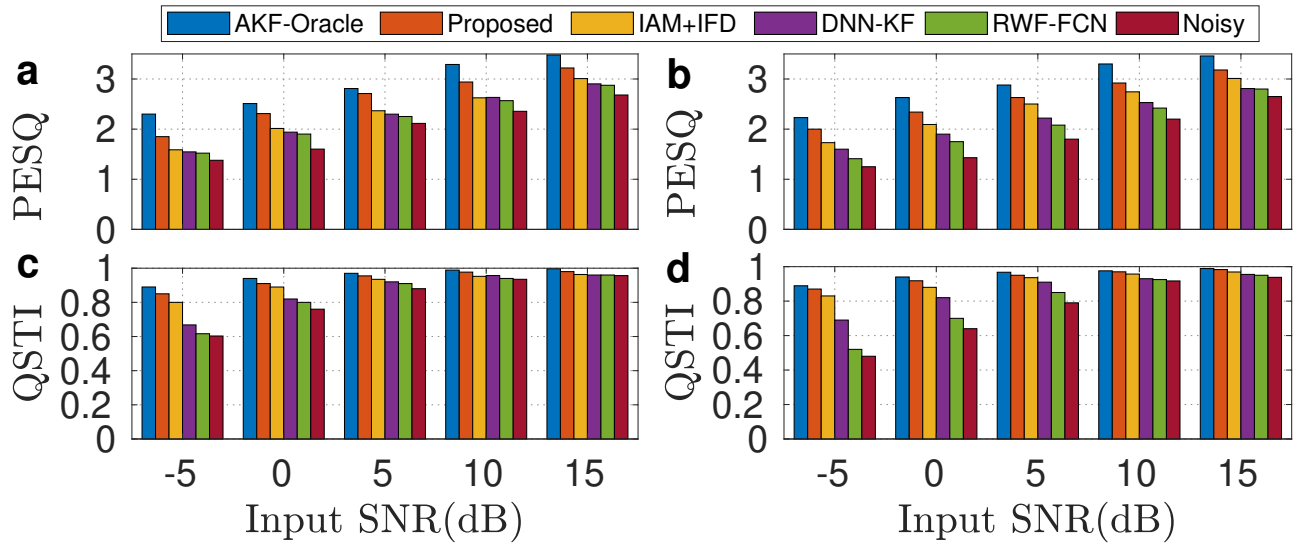 AKF-Oracle Proposed IAM+IFD DNN-KF RWF-FCN Noisy
a
PESQ
3
2
1
0
b
PESQ
3
2
1
0
c
QSTI
1
0.8
0.6
0.4
0.2
0
-5 0 5 10 15
Input SNR(dB)
d
QSTI
1
0.8
0.6
0.4
0.2
0
-5 0 5 10 15
Input SNR(dB)